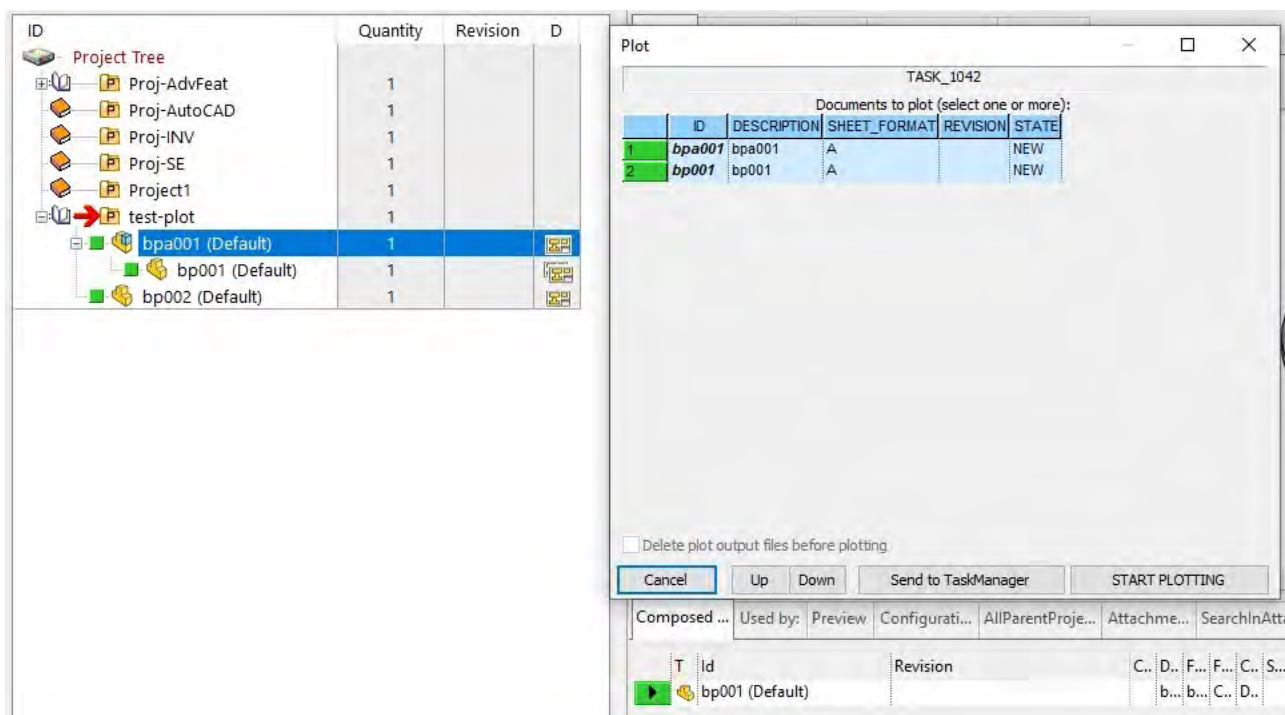 ID Quantity Revision D
Project Tree
Proj-AdvFeat 1
Proj-AutoCAD 1
Proj-INV 1
Proj-SE 1
Project1 1
test-plot 1
bpa001 (Default) 1
bp001 (Default) 1
bp002 (Default) 1
Plot
TASK_1042
Documents to plot (select one or more):
ID DESCRIPTION SHEET_FORMAT REVISION STATE
1 bpa001 bpa001 A NEW
2 bp001 bp001 A NEW
Delete plot output files before plotting
Cancel Up Down Send to TaskManager START PLOTTING
Composed ... Used by: Preview Configurati... AllParentProje... Attachme... SearchInAtt
T Id Revision C.. D.. F... F... C.. S...
bp001 (Default) b... b... C.. D..